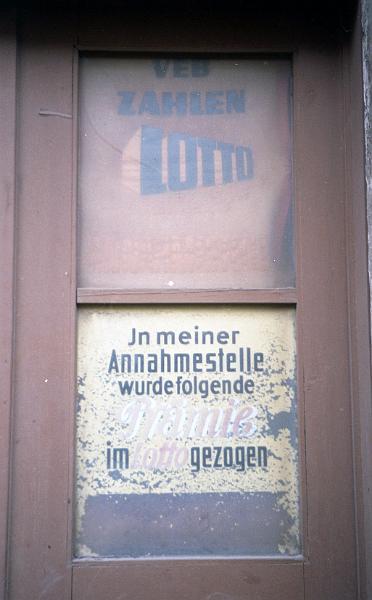 VEB
ZAHLEN
LOTTO
Jn meiner
Annahmestelle
wurde folgende
Prämie
im Lotto gezogen